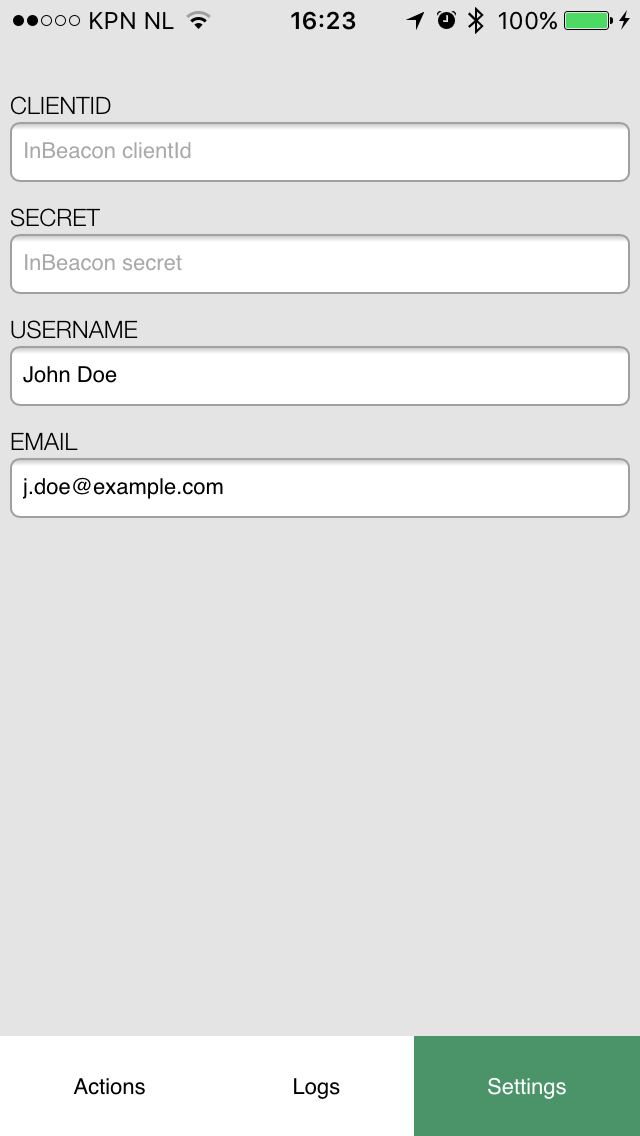 KPN NL 16:23 100%
CLIENTID
InBeacon clientId
SECRET
InBeacon secret
USERNAME
John Doe
EMAIL
j.doe@example.com
Actions Logs Settings